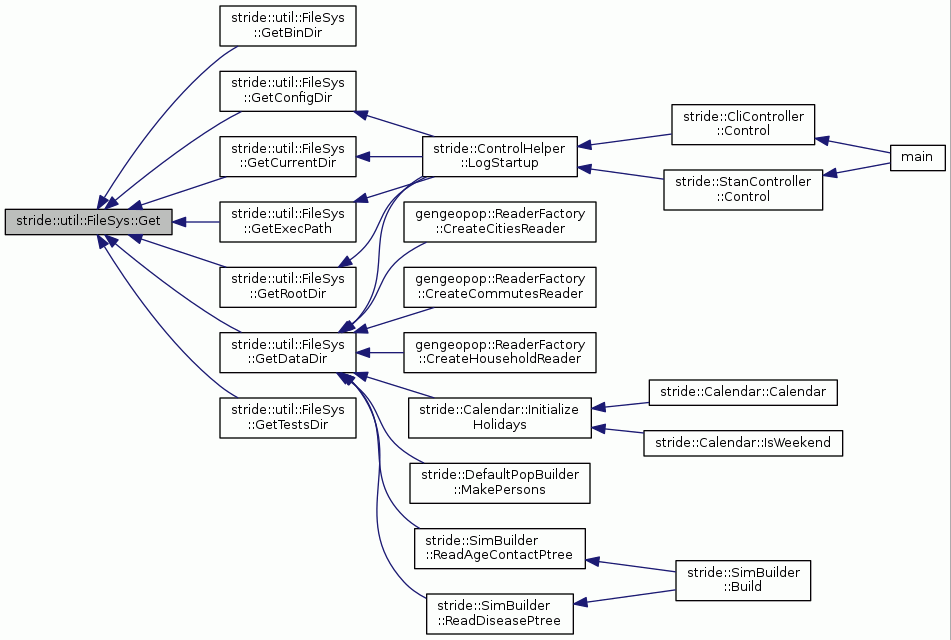 stride::util::FileSys
::GetBinDir
stride::util::FileSys
::GetConfigDir
stride::util::FileSys
::GetCurrentDir
stride::util::FileSys::Get
stride::util::FileSys
::GetExecPath
stride::util::FileSys
::GetRootDir
stride::util::FileSys
::GetDataDir
stride::util::FileSys
::GetTestsDir
stride::ControlHelper
::LogStartup
gengeopop::ReaderFactory
::CreateCitiesReader
gengeopop::ReaderFactory
::CreateCommutesReader
gengeopop::ReaderFactory
::CreateHouseholdReader
stride::Calendar::Initialize
Holidays
stride::DefaultPopBuilder
::MakePersons
stride::SimBuilder
::ReadAgeContactPtree
stride::SimBuilder
::ReadDiseasePtree
stride::CliController
::Control
stride::StanController
::Control
stride::Calendar::Calendar
stride::Calendar::IsWeekend
stride::SimBuilder
::Build
main